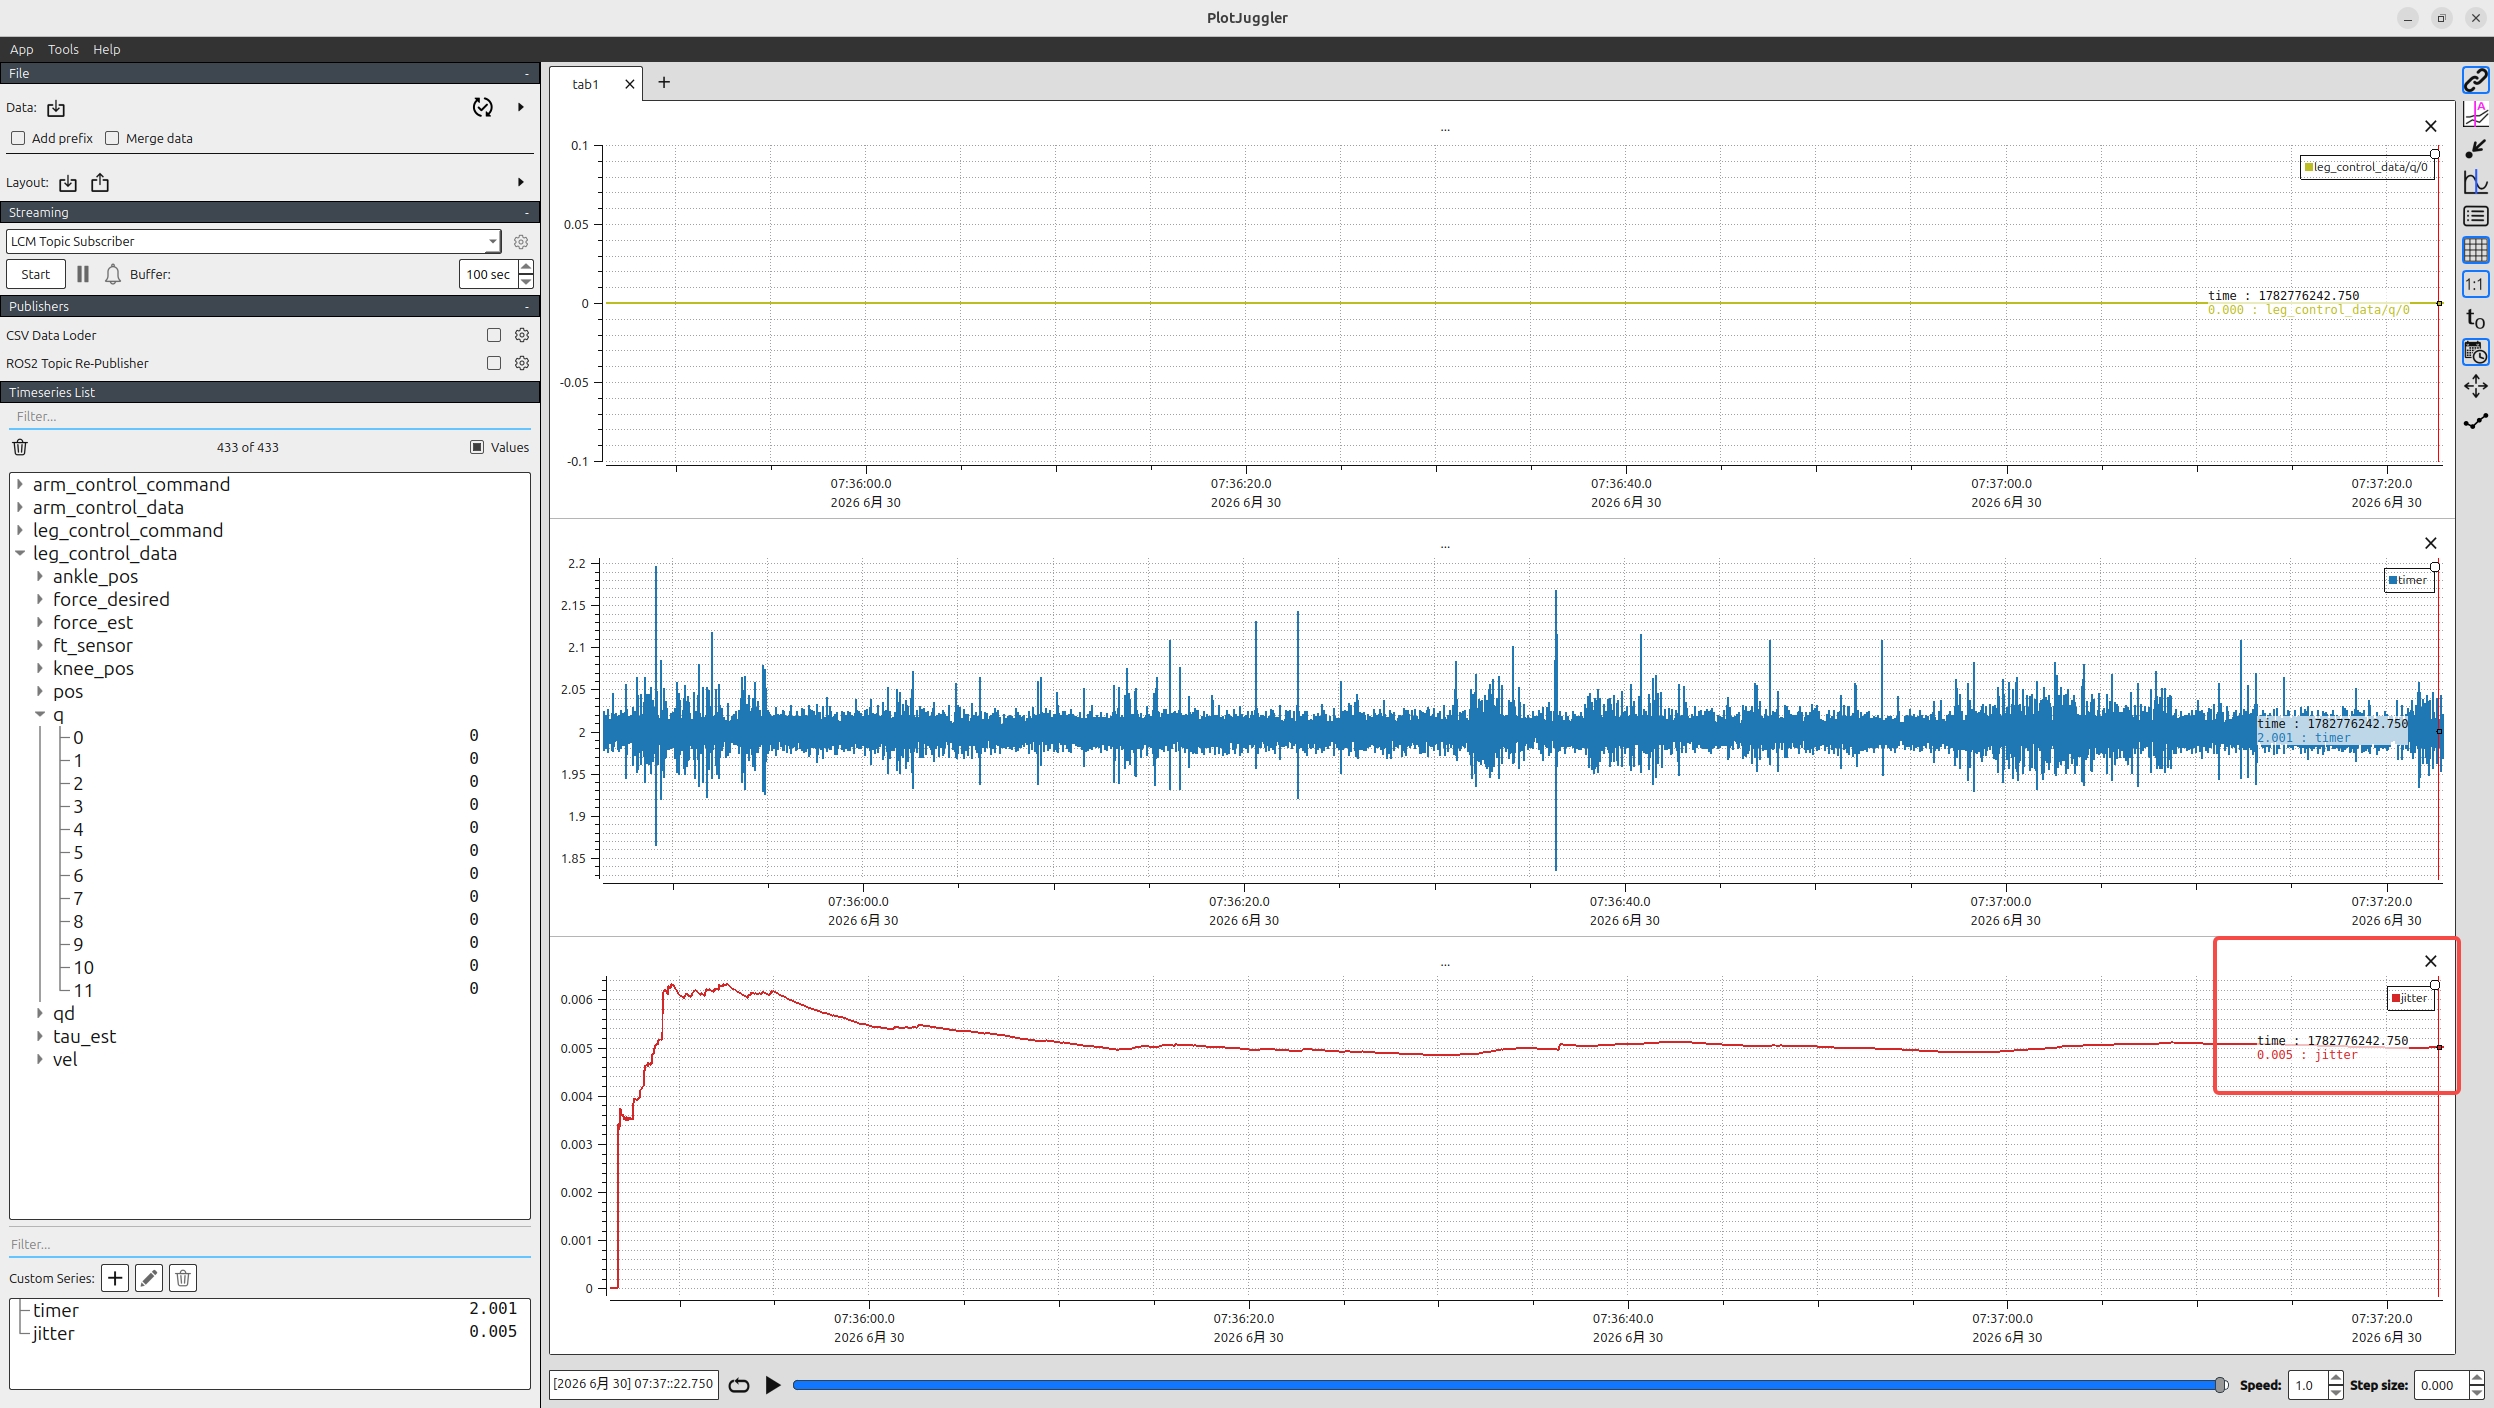 PlotJuggler
App Tools Help
File -
Data:
Add prefix Merge data
Layout:
Streaming -
LCM Topic Subscriber
Start Buffer: 100 sec
Publishers -
CSV Data Loder
ROS2 Topic Re-Publisher
Timeseries List
Filter...
433 of 433 Values
arm_control_command
arm_control_data
leg_control_command
leg_control_data
ankle_pos
force_desired
force_est
ft_sensor
knee_pos
pos
q
0 0
1 0
2 0
3 0
4 0
5 0
6 0
7 0
8 0
9 0
10 0
11 0
qd
tau_est
vel
Filter...
Custom Series:
timer 2.001
jitter 0.005
tab1
...
leg_control_data/q/0
0.1
0.05
0
-0.05
-0.1
time : 1782776242.750
0.000 : leg_control_data/q/0
07:36:00.0 07:36:20.0 07:36:40.0 07:37:00.0 07:37:20.0
2026 6月 30 2026 6月 30 2026 6月 30 2026 6月 30 2026 6月 30
...
timer
2.2
2.15
2.1
2.05
2
1.95
1.9
1.85
time : 1782776242.750
2.001 : timer
07:36:00.0 07:36:20.0 07:36:40.0 07:37:00.0 07:37:20.0
2026 6月 30 2026 6月 30 2026 6月 30 2026 6月 30 2026 6月 30
...
jitter
0.006
0.005
0.004
0.003
0.002
0.001
0
time : 1782776242.750
0.005 : jitter
07:36:00.0 07:36:20.0 07:36:40.0 07:37:00.0 07:37:20.0
2026 6月 30 2026 6月 30 2026 6月 30 2026 6月 30 2026 6月 30
[2026 6月 30] 07:37::22.750 Speed: 1.0 Step size: 0.000
A
1:1
t0